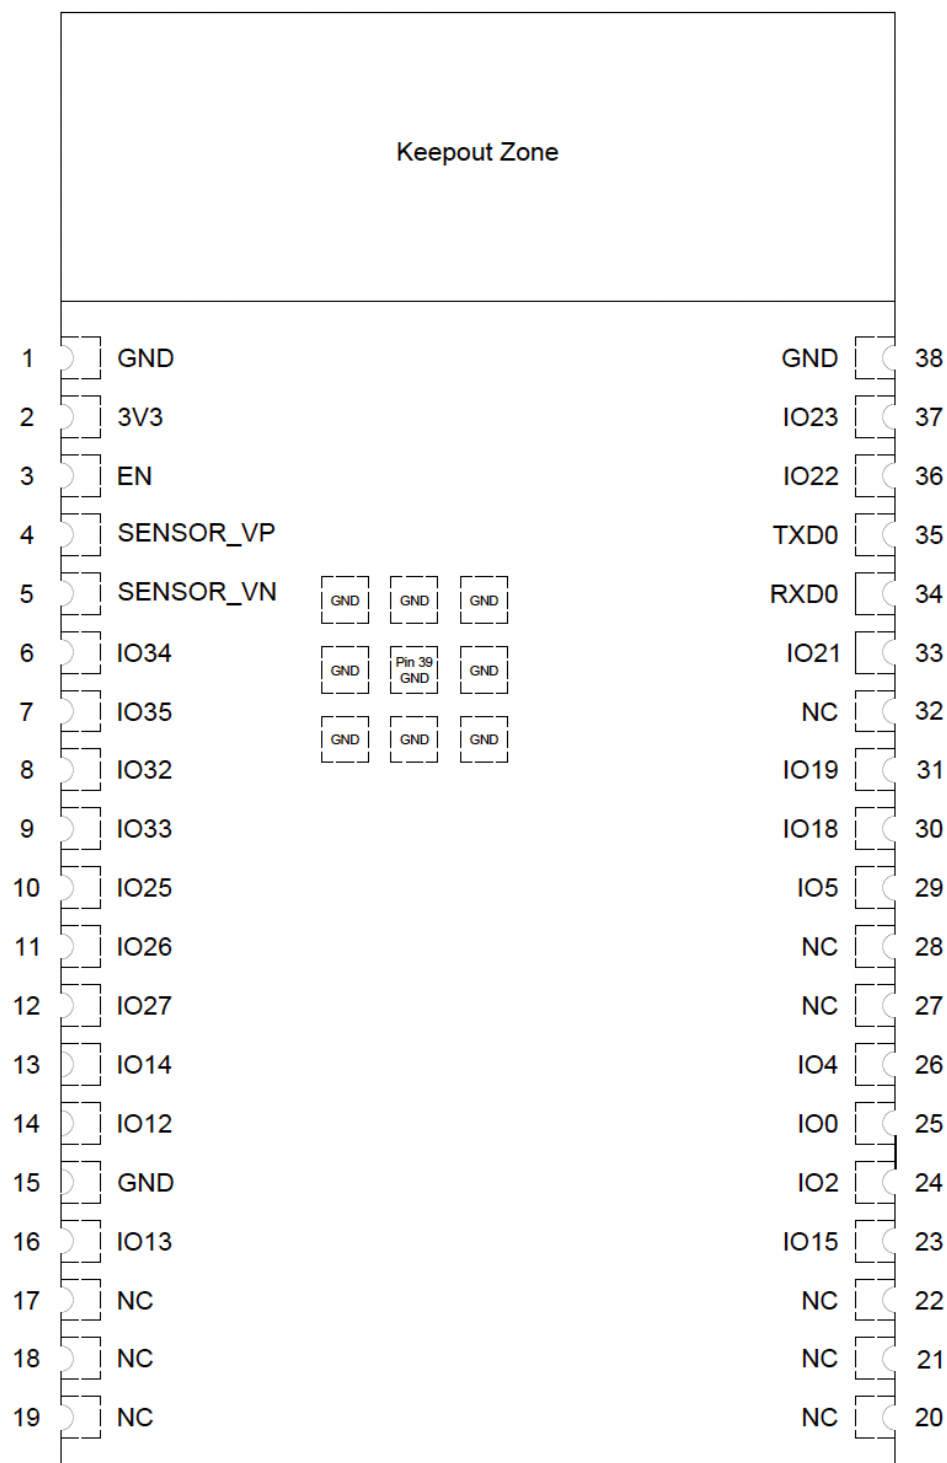 Keepout Zone
1 GND GND 38
2 3V3 IO23 37
3 EN IO22 36
4 SENSOR_VP TXD0 35
5 SENSOR_VN GND GND GND RXD0 34
6 IO34 GND Pin 39 GND GND IO21 33
7 IO35 GND GND GND NC 32
8 IO32 IO19 31
9 IO33 IO18 30
10 IO25 IO5 29
11 IO26 NC 28
12 IO27 NC 27
13 IO14 IO4 26
14 IO12 IO0 25
15 GND IO2 24
16 IO13 IO15 23
17 NC NC 22
18 NC NC 21
19 NC NC 20